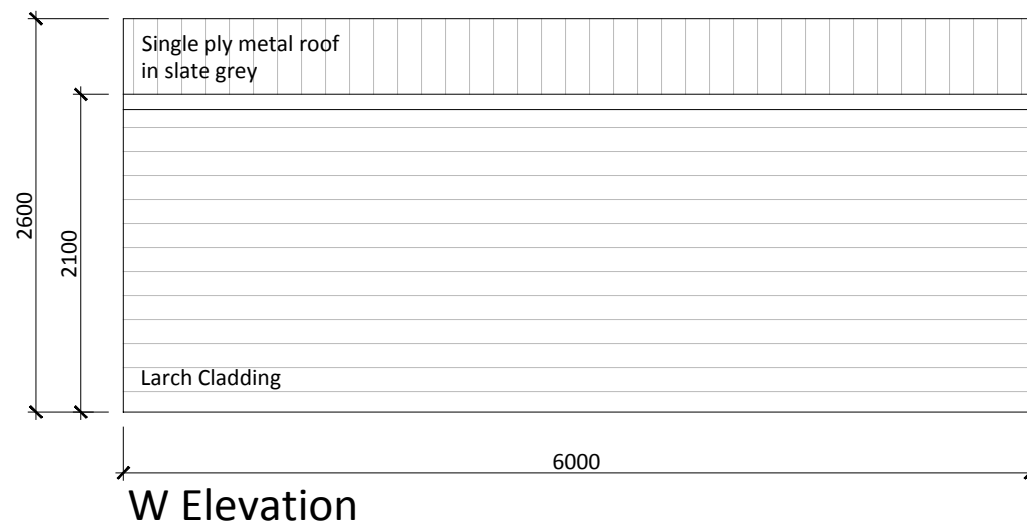 Single ply metal roof
in slate grey
2600
2100
Larch Cladding
6000
W Elevation